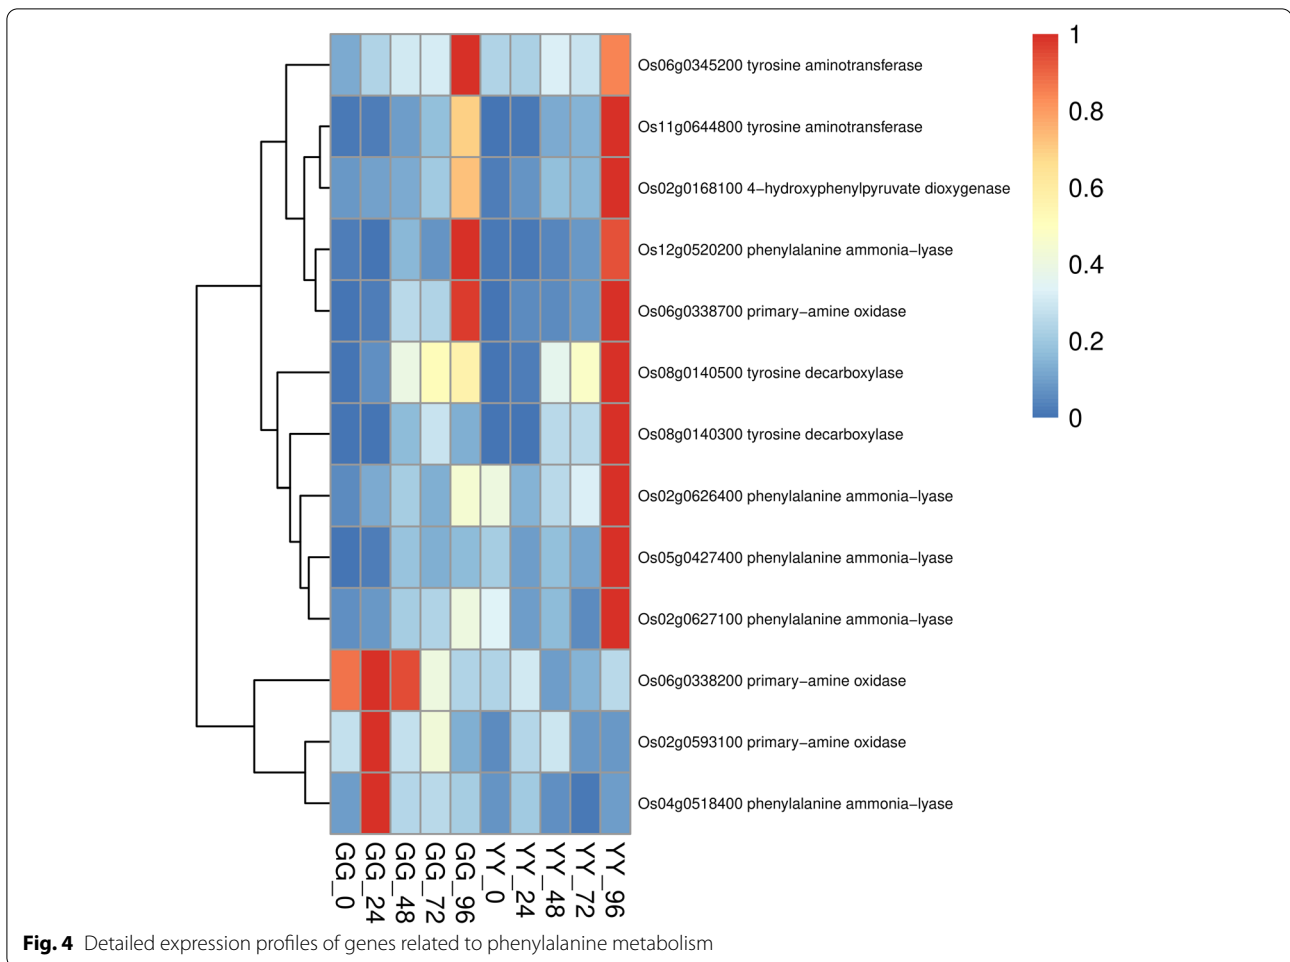 Os06g0345200 tyrosine aminotransferase
Os11g0644800 tyrosine aminotransferase
Os02g0168100 4−hydroxyphenylpyruvate dioxygenase
Os12g0520200 phenylalanine ammonia−lyase
Os06g0338700 primary−amine oxidase
Os08g0140500 tyrosine decarboxylase
Os08g0140300 tyrosine decarboxylase
Os02g0626400 phenylalanine ammonia−lyase
Os05g0427400 phenylalanine ammonia−lyase
Os02g0627100 phenylalanine ammonia−lyase
Os06g0338200 primary−amine oxidase
Os02g0593100 primary−amine oxidase
Os04g0518400 phenylalanine ammonia−lyase
1
0.8
0.6
0.4
0.2
0
GG_0
GG_24
GG_48
GG_72
GG_96
YY_0
YY_24
YY_48
YY_72
YY_96
Fig. 4 Detailed expression profiles of genes related to phenylalanine metabolism